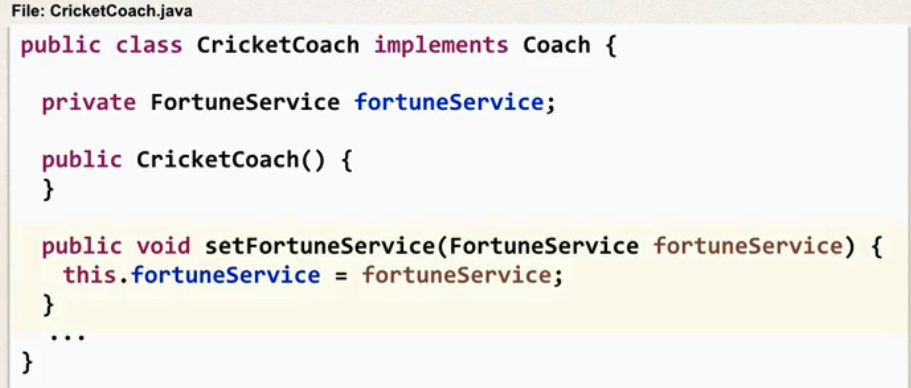 File: CricketCoach.java
public class CricketCoach implements Coach {
private FortuneService fortuneService;
public CricketCoach() {
}
public void setFortuneService(FortuneService fortuneService) {
this.fortuneService = fortuneService;
}
...
}